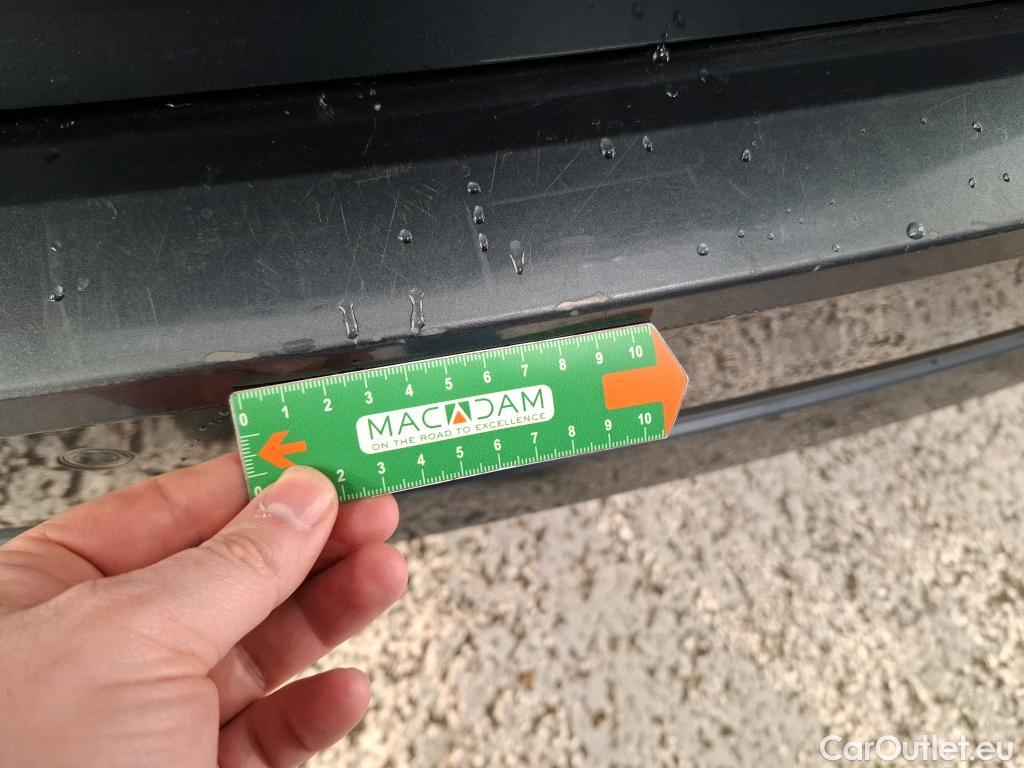 0 1 2 3 4 5 6 7 8 9 10
MACADAM
ON THE ROAD TO EXCELLENCE
0 2 3 4 5 6 7 8 9 10
CarOutlet.eu